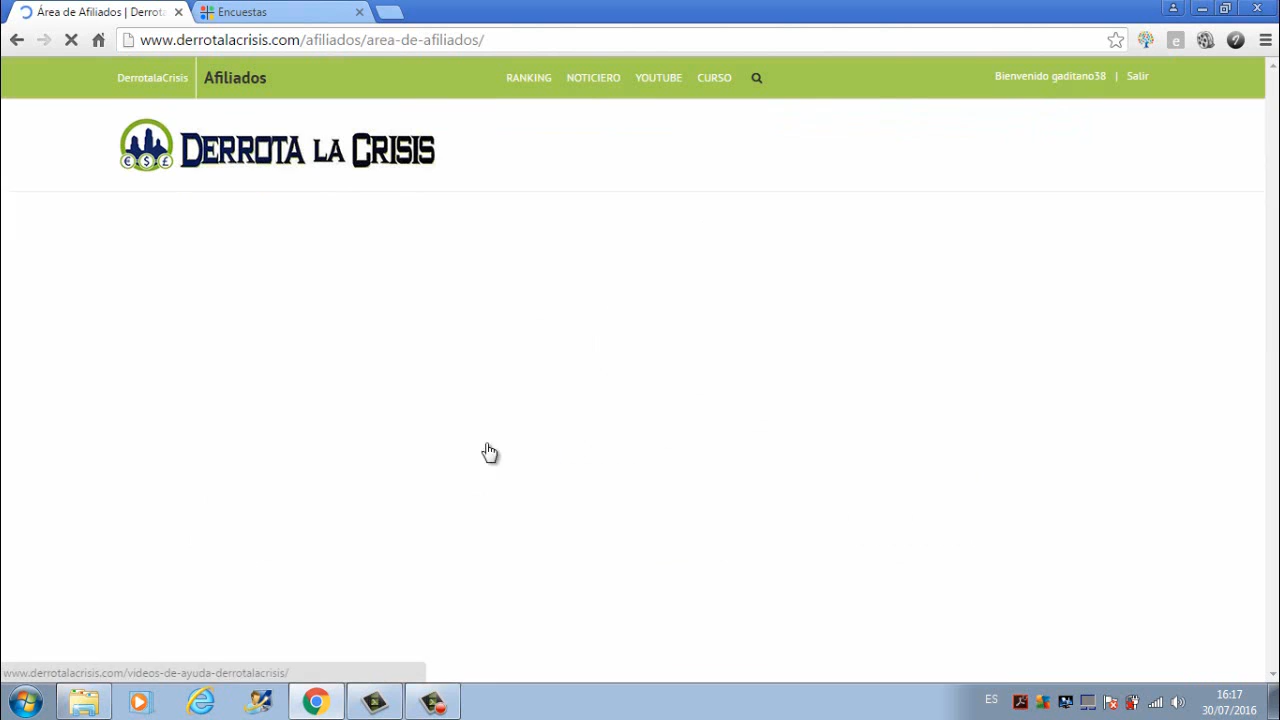 Área de Afiliados | Derrota
Encuestas
www.derrotalacrisis.com/afiliados/area-de-afiliados/
DerrotalaCrisis
Afiliados
RANKING
NOTICIERO
YOUTUBE
CURSO
Bienvenido gaditano38 | Salir
DERROTA LA CRISIS
www.derrotalacrisis.com/videos-de-ayuda-derrotalacrisis/
ES
16:17
30/07/2016